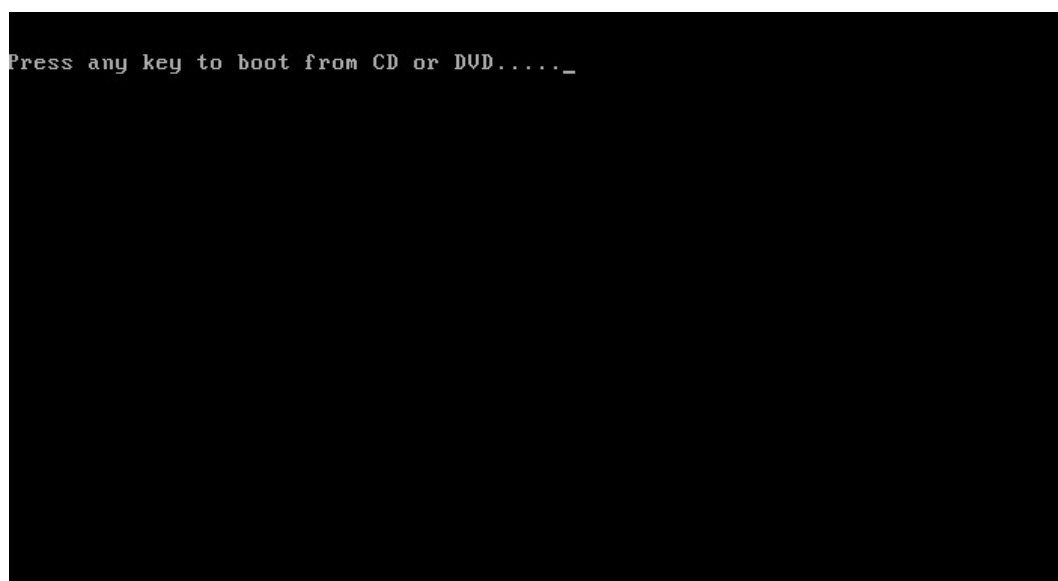 Press any key to boot from CD or DVD....._